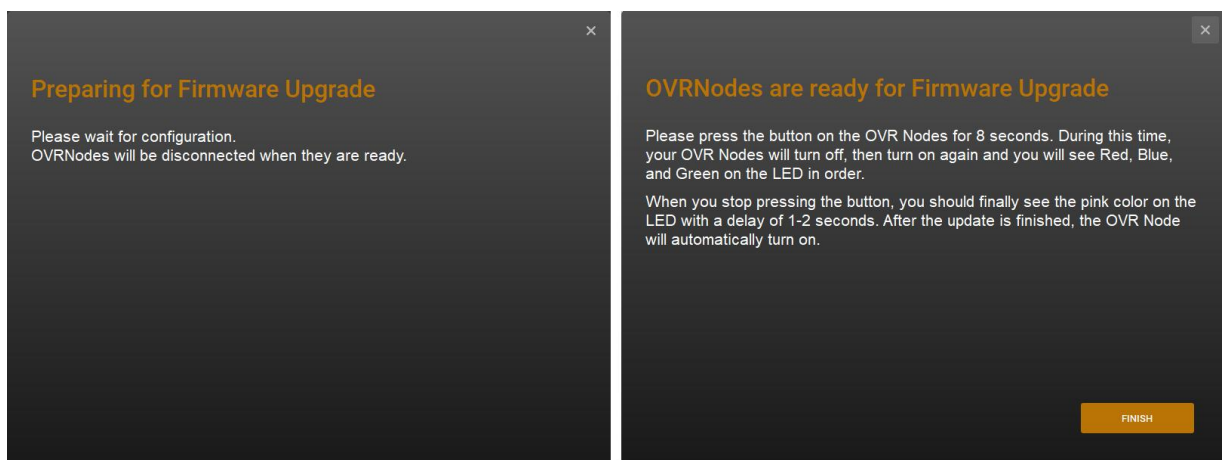 Preparing for Firmware Upgrade
Please wait for configuration.
OVRNodes will be disconnected when they are ready.
OVRNodes are ready for Firmware Upgrade
Please press the button on the OVR Nodes for 8 seconds. During this time,
your OVR Nodes will turn off, then turn on again and you will see Red, Blue,
and Green on the LED in order.
When you stop pressing the button, you should finally see the pink color on the
LED with a delay of 1-2 seconds. After the update is finished, the OVR Node
will automatically turn on.
FINISH